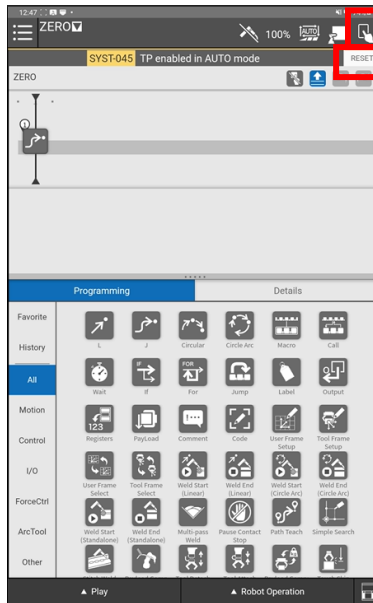 12:47
ZERO
100%
AUTO
SYST-045 TP enabled in AUTO mode
RESET
ZERO
Programming
Details
Favorite
History
All
Motion
Control
I/O
ForceCtrl
ArcTool
Other
L
J
Circular
Circle Arc
Macro
Call
IF
FOR
Wait
If
For
Jump
Label
Output
123
Registers
PayLoad
Comment
Code
User Frame
Setup
Tool Frame
Setup
User Frame
Select
Tool Frame
Select
Weld Start
(Linear)
Weld End
(Linear)
Weld Start
(Circle Arc)
Weld End
(Circle Arc)
Weld Start
(Standalone)
Weld End
(Standalone)
Multi-pass
Weld
Pause Contact
Stop
Path Teach
Simple Search
▲ Play
▲ Robot Operation